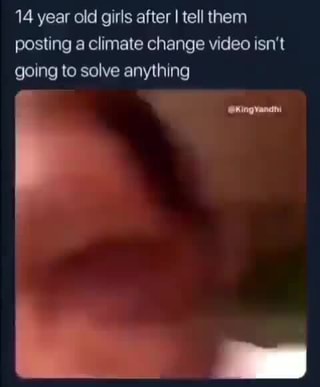 14 year old girls after I tell them
posting a climate change video isn't
going to solve anything
@KingYandhi